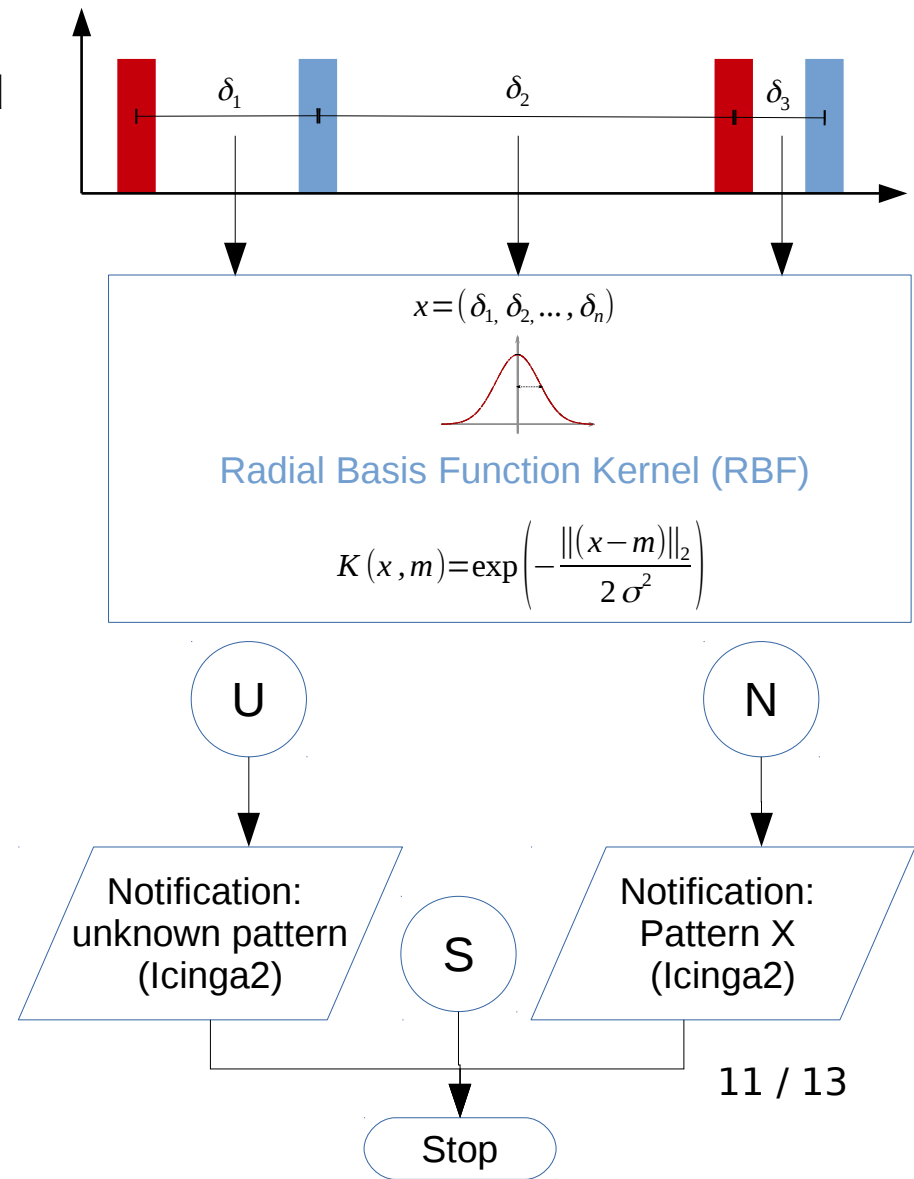 δ₁ δ₂ δ₃
x=(δ₁, δ₂, ..., δₙ)
Radial Basis Function Kernel (RBF)
K(x,m)=exp(−‖(x−m)‖₂ / 2σ²)
U N
Notification:
unknown pattern
(Icinga2)
S
Notification:
Pattern X
(Icinga2)
11 / 13
Stop